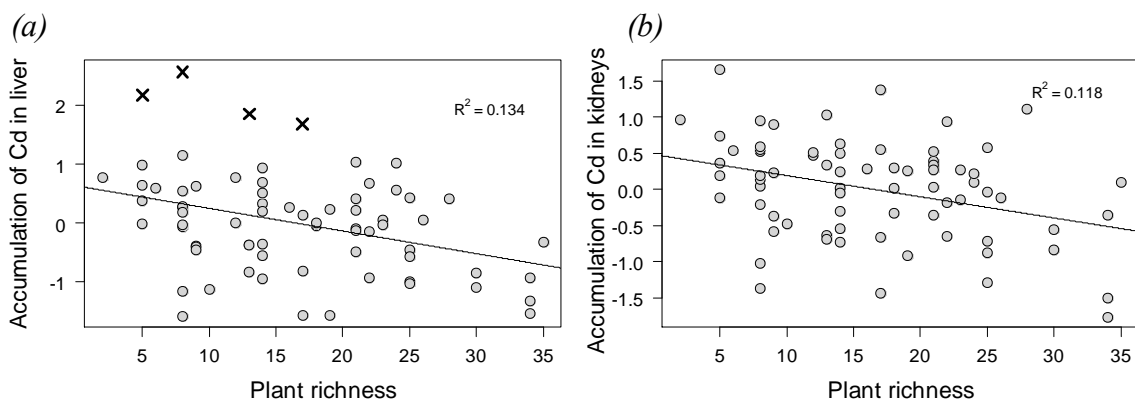 (a)
Accumulation of Cd in liver
2
1
0
-1
R² = 0.134
5 10 15 20 25 30 35
Plant richness
(b)
Accumulation of Cd in kidneys
1.5
1.0
0.5
0.0
-0.5
-1.0
-1.5
R² = 0.118
5 10 15 20 25 30 35
Plant richness